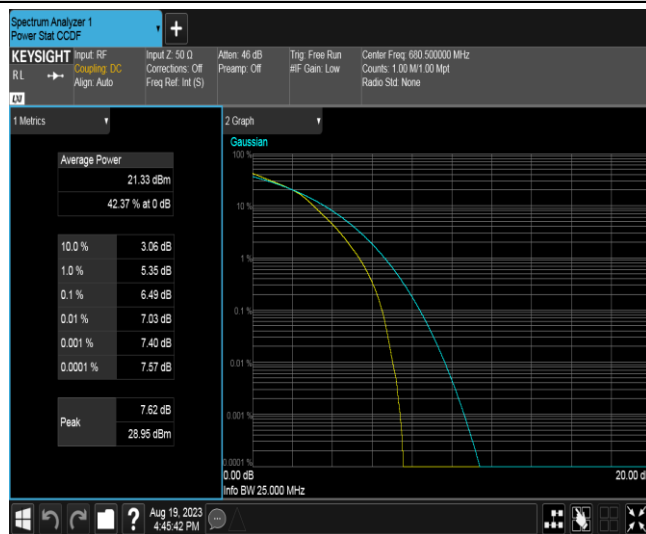 Spectrum Analyzer 1
Power Stat CCDF
KEYSIGHT
Input: RF
Input Z: 50 Ω
Atten: 46 dB
Trig: Free Run
Center Freq: 680.500000 MHz
RL
Coupling: DC
Corrections: Off
Preamp: Off
#IF Gain: Low
Counts: 1.00 M/1.00 Mpt
Align: Auto
Freq Ref: Int (S)
Radio Std: None
LXI
1 Metrics
2 Graph
Gaussian
Average Power
21.33 dBm
42.37 % at 0 dB
10.0 % 3.06 dB
1.0 % 5.35 dB
0.1 % 6.49 dB
0.01 % 7.03 dB
0.001 % 7.40 dB
0.0001 % 7.57 dB
Peak
7.62 dB
28.95 dBm
100 %
10 %
1 %
0.1 %
0.01 %
0.001 %
0.0001 %
0.00 dB
20.00 d
Info BW 25.000 MHz
?
Aug 19, 2023
4:45:42 PM